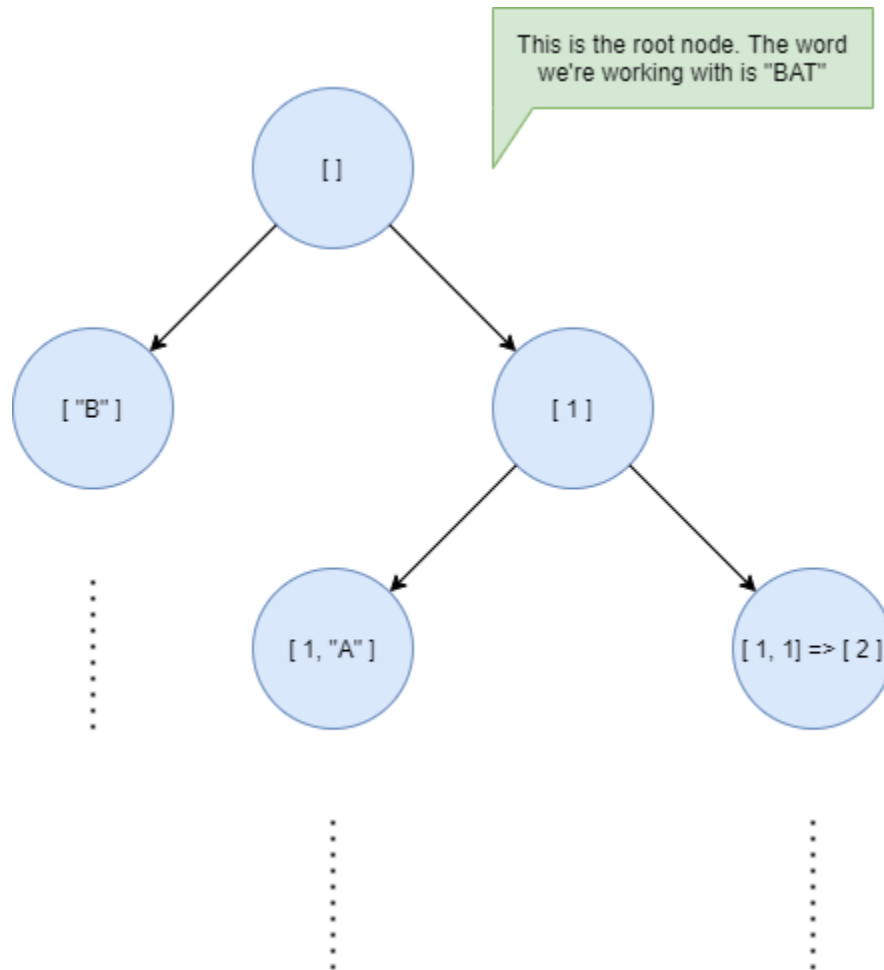 This is the root node. The word
we're working with is "BAT"
[ ]
[ "B" ]
[ 1 ]
[ 1, "A" ]
[ 1, 1] => [ 2 ]